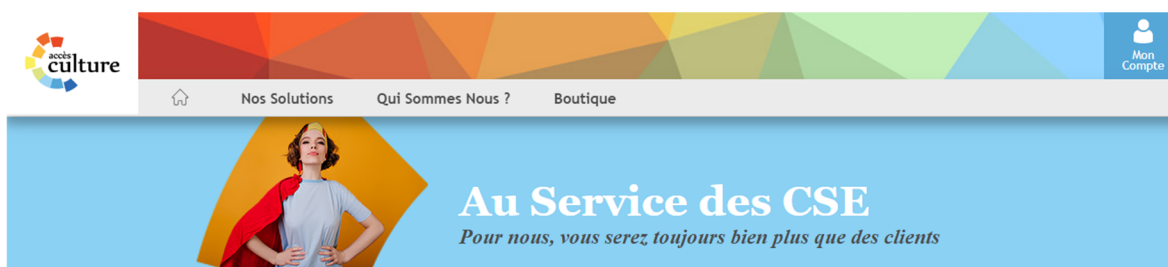 accès
culture
Mon
Compte
Nos Solutions
Qui Sommes Nous ?
Boutique
Au Service des CSE
Pour nous, vous serez toujours bien plus que des clients